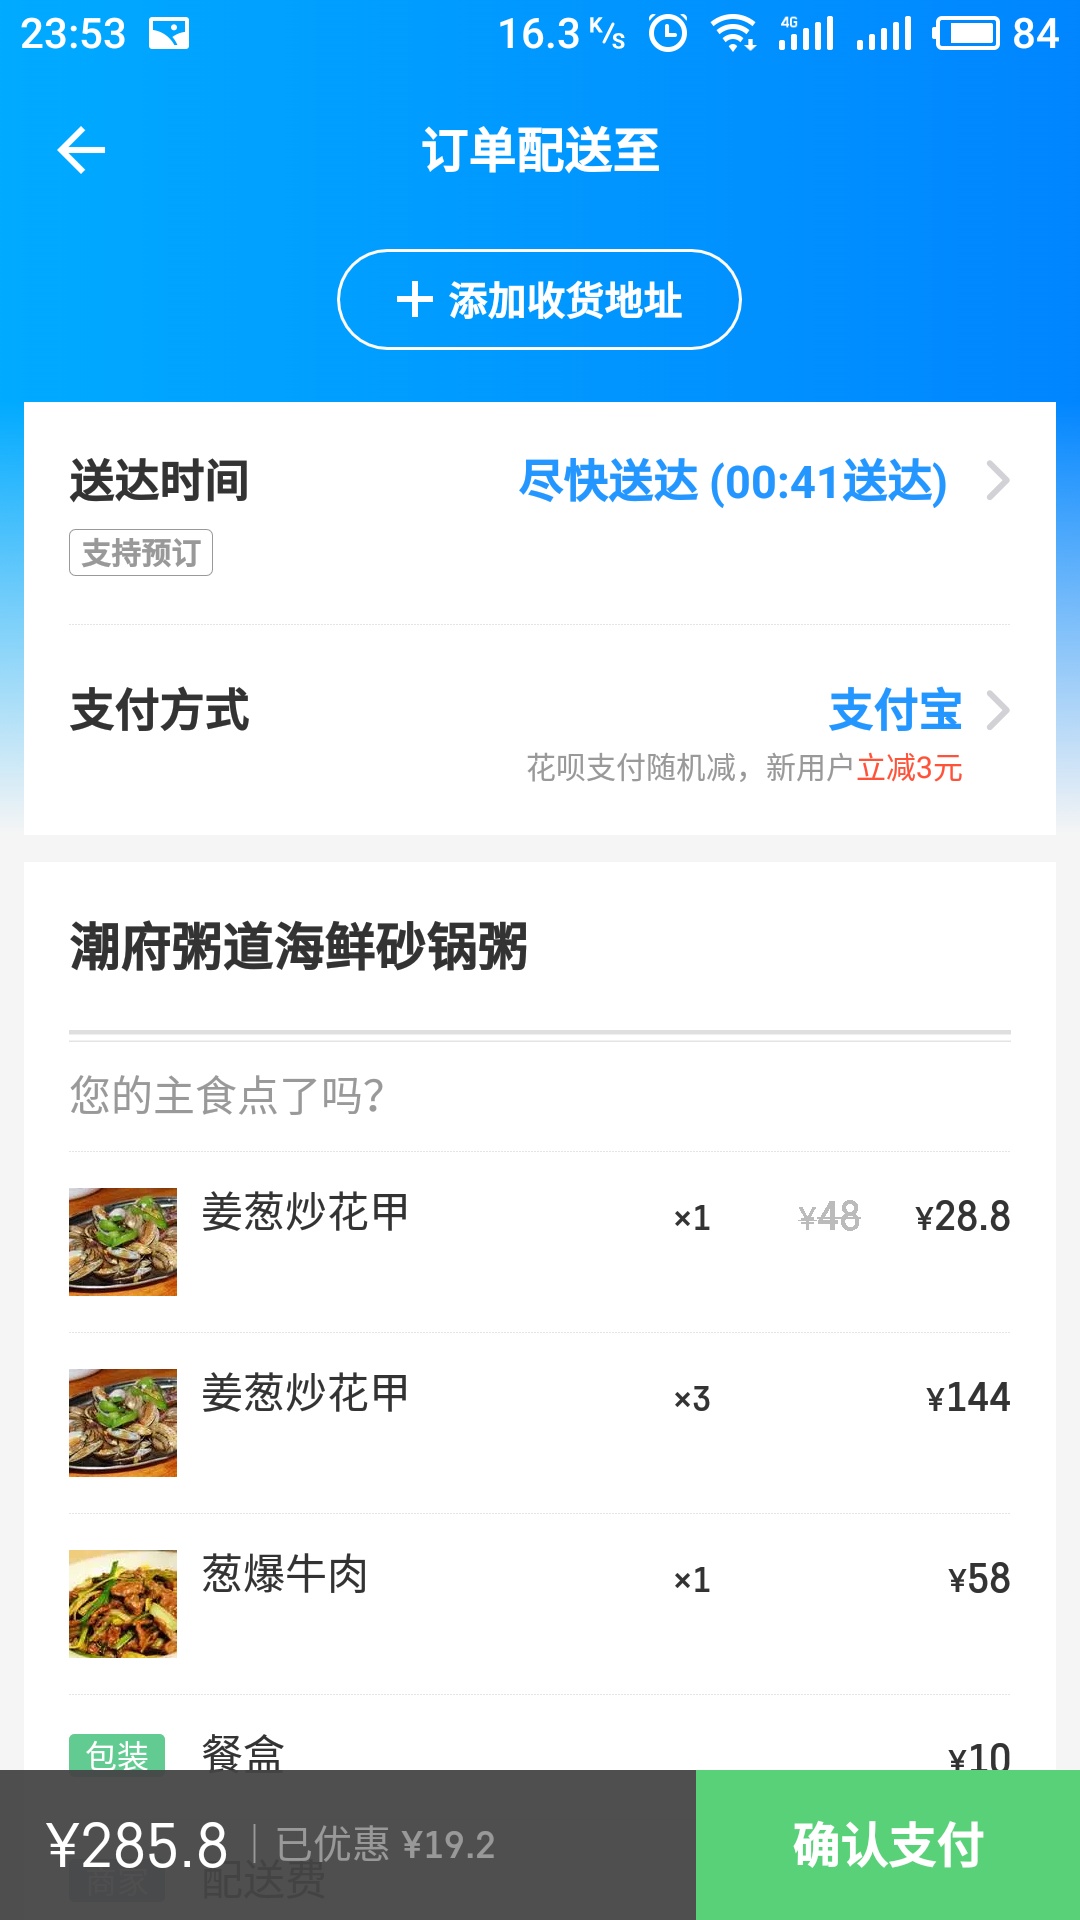 23:53 16.3 K/s 4G 84
订单配送至
添加收货地址
送达时间 尽快送达 (00:41送达)
支持预订
支付方式 支付宝
花呗支付随机减，新用户立减3元
潮府粥道海鲜砂锅粥
您的主食点了吗?
姜葱炒花甲 ×1 ¥48 ¥28.8
姜葱炒花甲 ×3 ¥144
葱爆牛肉 ×1 ¥58
包装 餐盒 ¥10
¥285.8 已优惠 ¥19.2 确认支付
商家 配送费